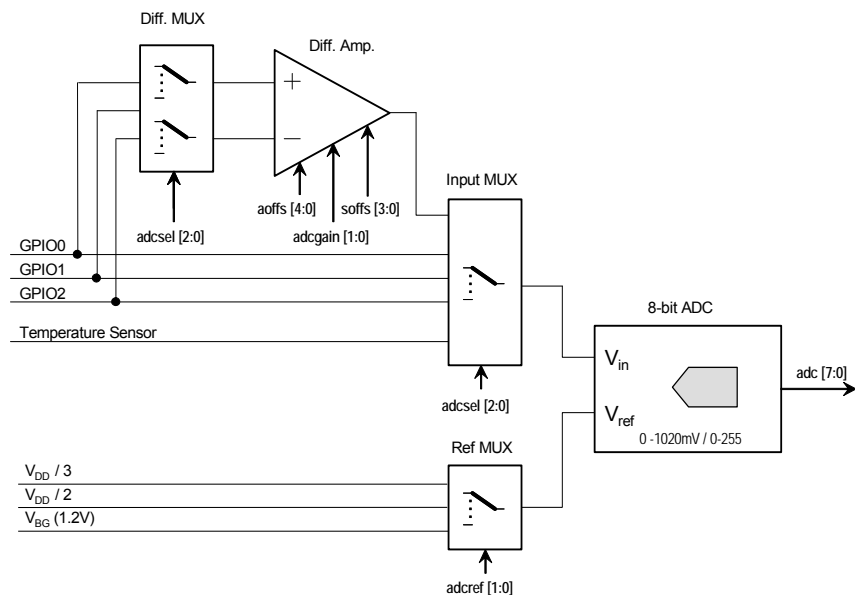 Diff. MUX
Diff. Amp.
+
–
aoffs [4:0]
soffs [3:0]
adcgain [1:0]
adcsel [2:0]
Input MUX
GPIO0
GPIO1
GPIO2
Temperature Sensor
adcsel [2:0]
8-bit ADC
Vin
Vref
0 -1020mV / 0-255
adc [7:0]
Ref MUX
VDD / 3
VDD / 2
VBG (1.2V)
adcref [1:0]